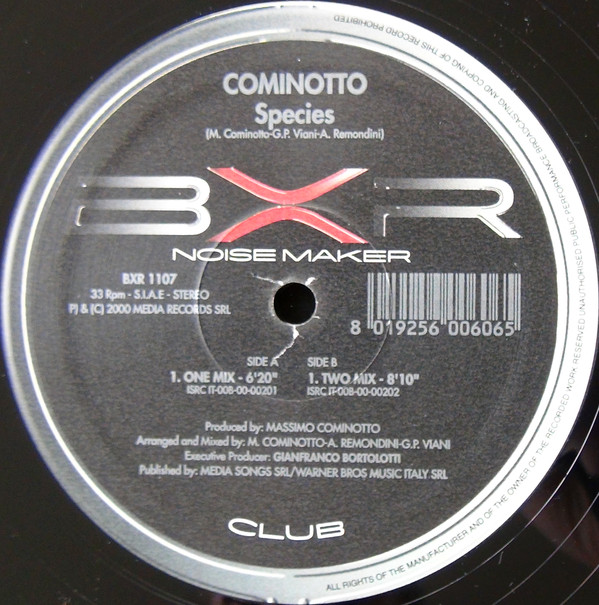 COMINOTTO
Species
(M. Cominotto-G.P. Viani-A. Remondini)
BXR
NOISE MAKER
BXR 1107
33 Rpm - S.I.A.E - STEREO
P) & (C) 2000 MEDIA RECORDS SRL
8 019256 006065
SIDE A
1. ONE MIX - 6'20"
ISRC IT-00B-00-00201
SIDE B
1. TWO MIX - 8'10"
ISRC IT-00B-00-00202
Produced by: MASSIMO COMINOTTO
Arranged and Mixed by: M. COMINOTTO-A. REMONDINI-G.P. VIANI
Executive Producer: GIANFRANCO BORTOLOTTI
Published by: MEDIA SONGS SRL/WARNER BROS MUSIC ITALY SRL
CLUB
ALL RIGHTS OF THE MANUFACTURER AND OF THE OWNER OF THE RECORDED WORK RESERVED UNAUTHORISED PUBLIC PERFORMANCE BROADCASTING AND COPYING OF THIS RECORD PROHIBITED